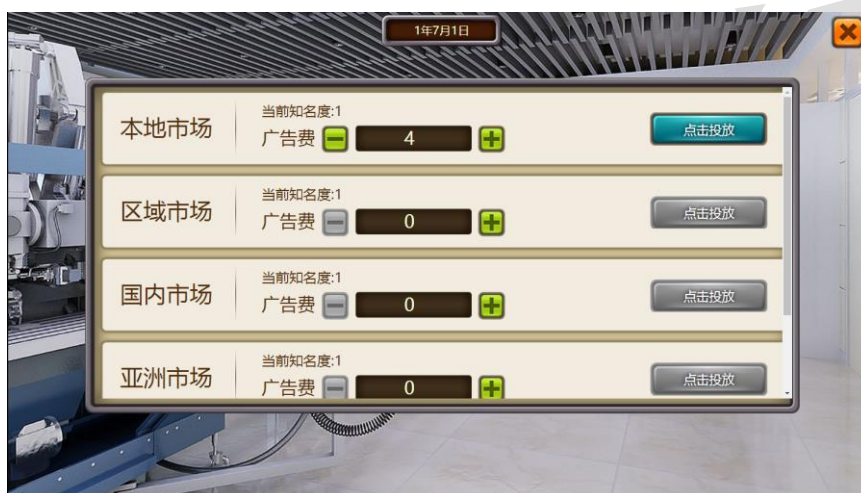 1年7月1日
本地市场
当前知名度:1
广告费 4
点击投放
区域市场
当前知名度:1
广告费 0
点击投放
国内市场
当前知名度:1
广告费 0
点击投放
亚洲市场
当前知名度:1
广告费 0
点击投放